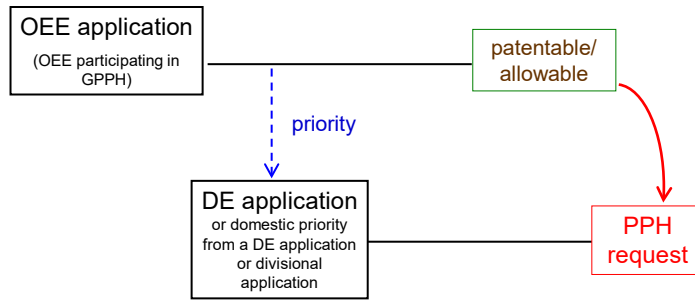 OEE application
(OEE participating in
GPPH)
patentable/
allowable
priority
DE application
or domestic priority
from a DE application
or divisional
application
PPH
request